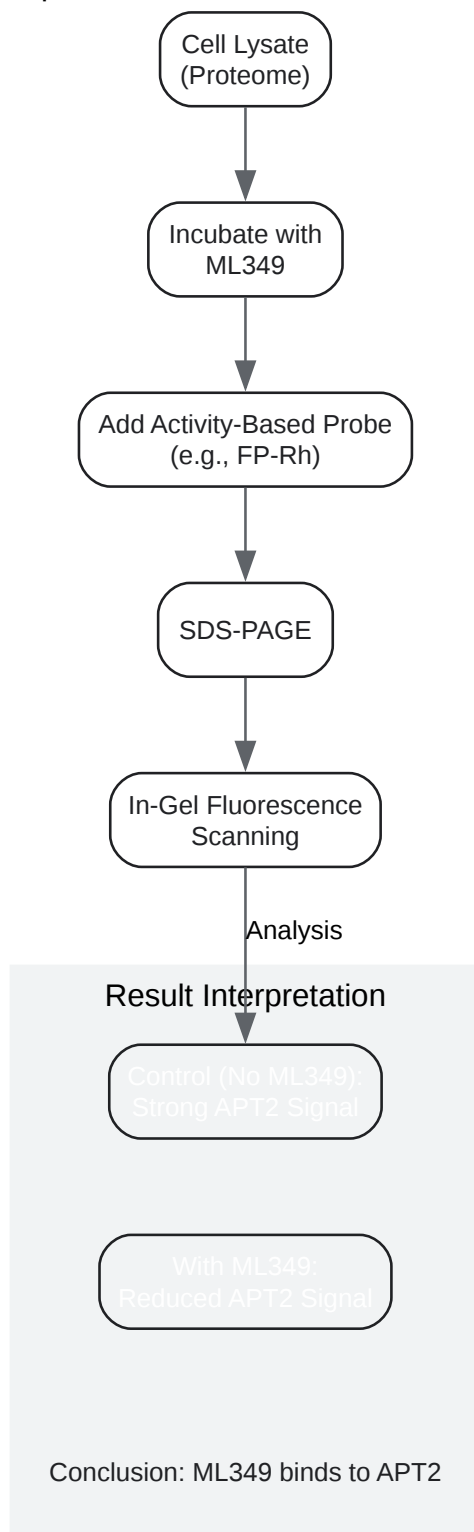 Cell Lysate
(Proteome)
Incubate with
ML349
Add Activity-Based Probe
(e.g., FP-Rh)
SDS-PAGE
In-Gel Fluorescence
Scanning
Analysis
Result Interpretation
Control (No ML349):
Strong APT2 Signal
With ML349:
Reduced APT2 Signal
Conclusion: ML349 binds to APT2